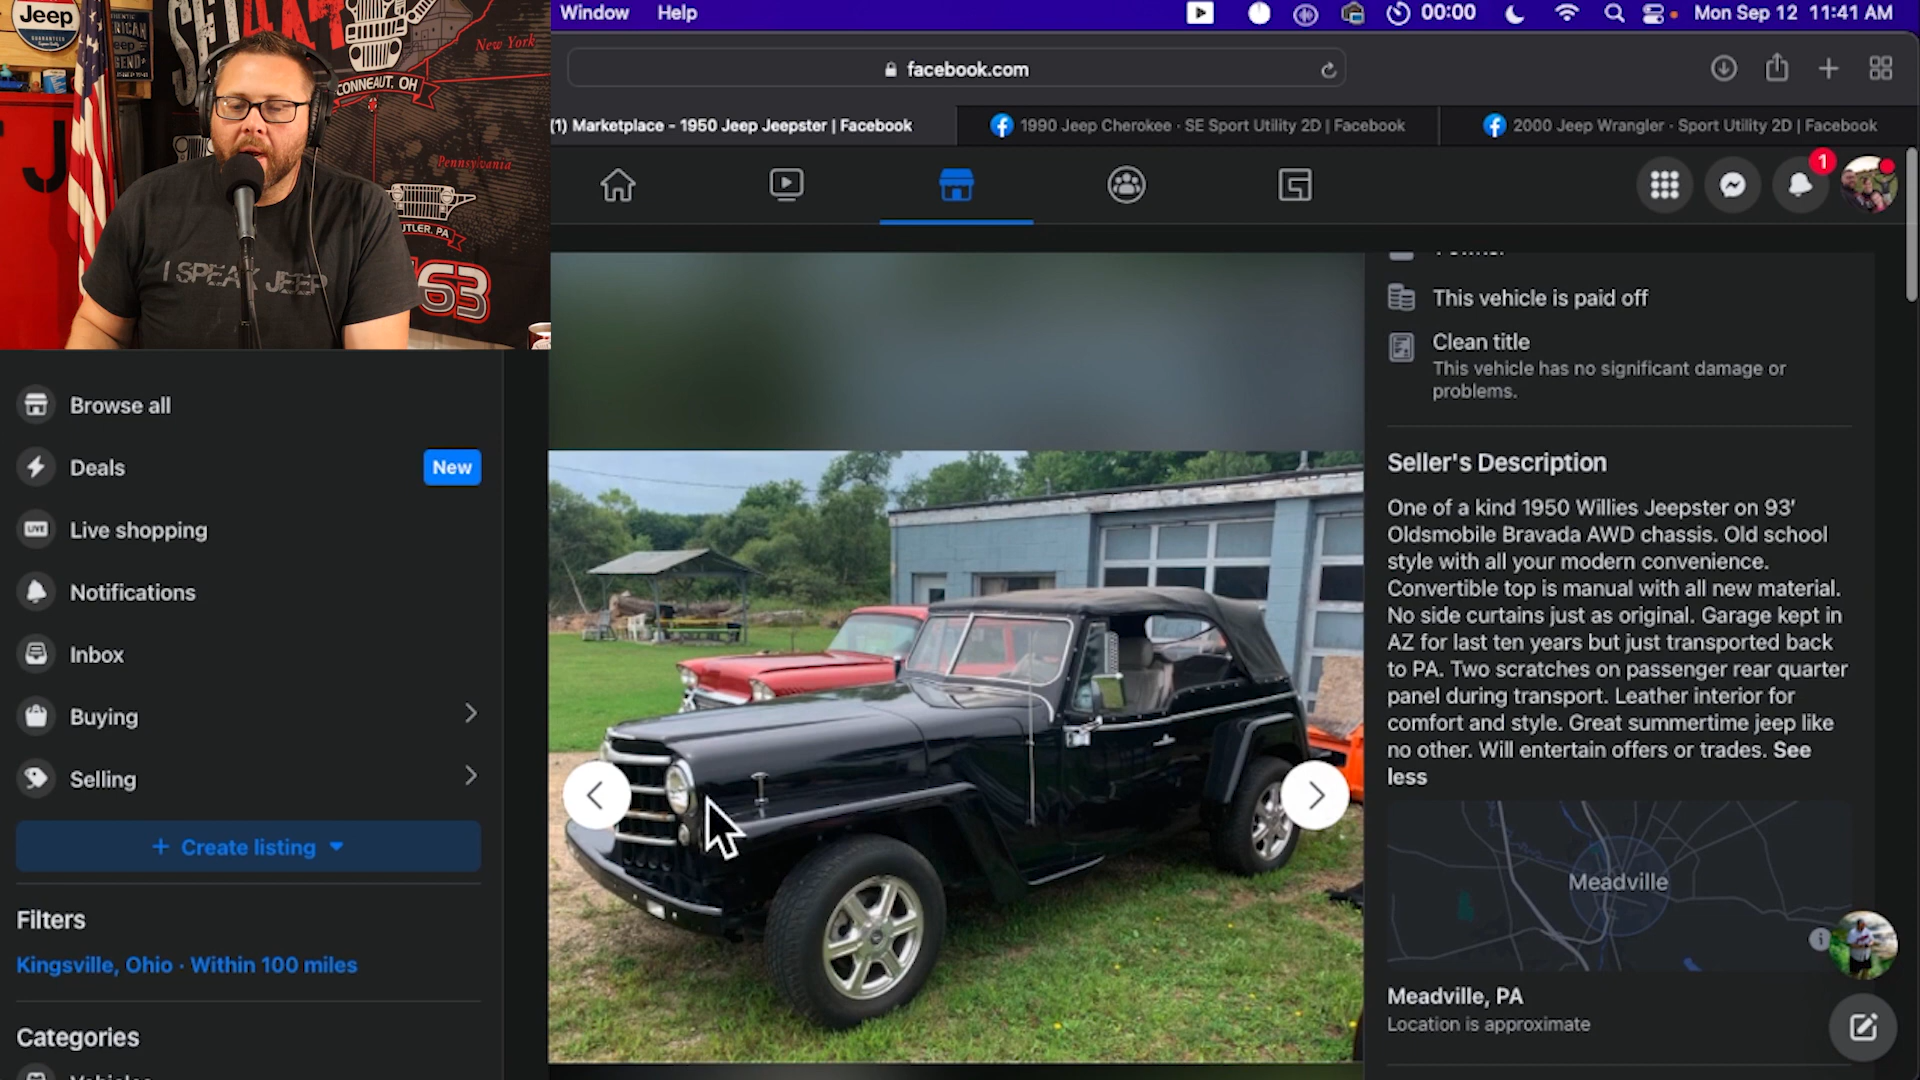 Jeep
AMERICAN
New York
CONNEAUT, OH
Pennsylvania
BUTLER, PA
63
I SPEAK JEEP
Window Help 00:00 Mon Sep 12 11:41 AM
facebook.com
(1) Marketplace - 1950 Jeep Jeepster | Facebook
1990 Jeep Cherokee · SE Sport Utility 2D | Facebook
2000 Jeep Wrangler · Sport Utility 2D | Facebook
1
Browse all
Deals New
LIVE Live shopping
Notifications
Inbox
Buying
Selling
+ Create listing
Filters
Kingsville, Ohio · Within 100 miles
Categories
Vehicles
This vehicle is paid off
Clean title
This vehicle has no significant damage or
problems.
Seller's Description
One of a kind 1950 Willies Jeepster on 93'
Oldsmobile Bravada AWD chassis. Old school
style with all your modern convenience.
Convertible top is manual with all new material.
No side curtains just as original. Garage kept in
AZ for last ten years but just transported back
to PA. Two scratches on passenger rear quarter
panel during transport. Leather interior for
comfort and style. Great summertime jeep like
no other. Will entertain offers or trades. See
less
Meadville
Meadville, PA
Location is approximate